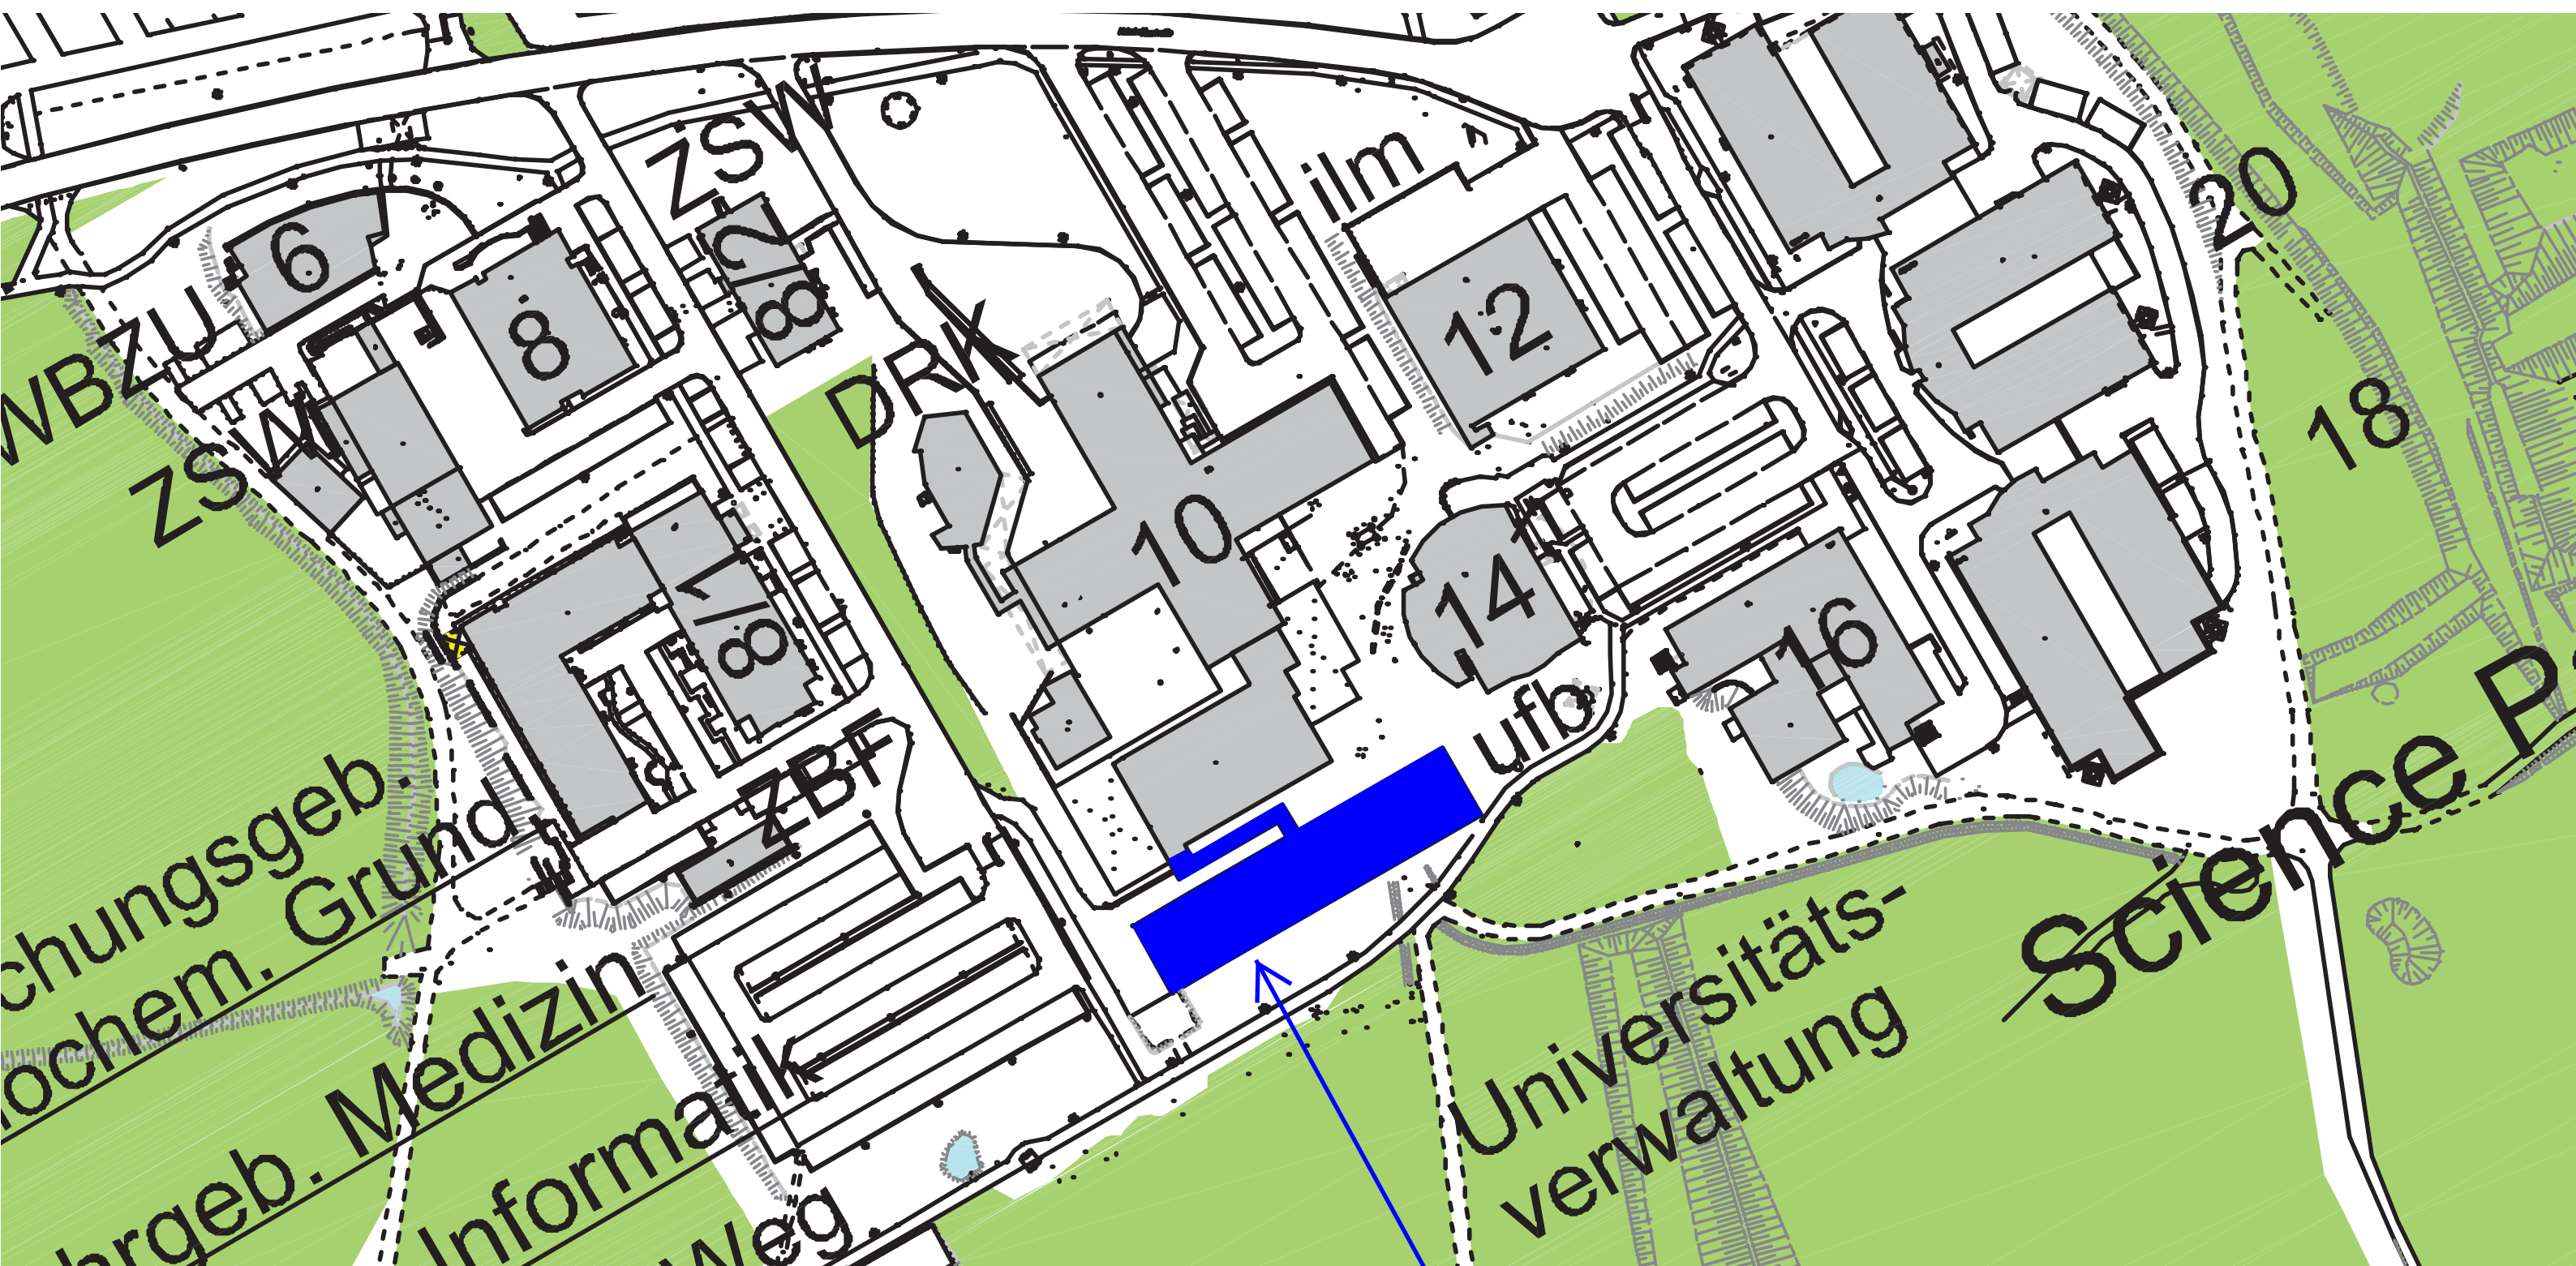 ZSW
ilm
20
6
8/2
WBZU
8
12
DRK
18
ZSW
10
14
8/1
16
ufb
ZBF
chungsgeb.
ochem. Grund
Universitäts-
verwaltung
hrgeb. Medizin
Informatik
Weg